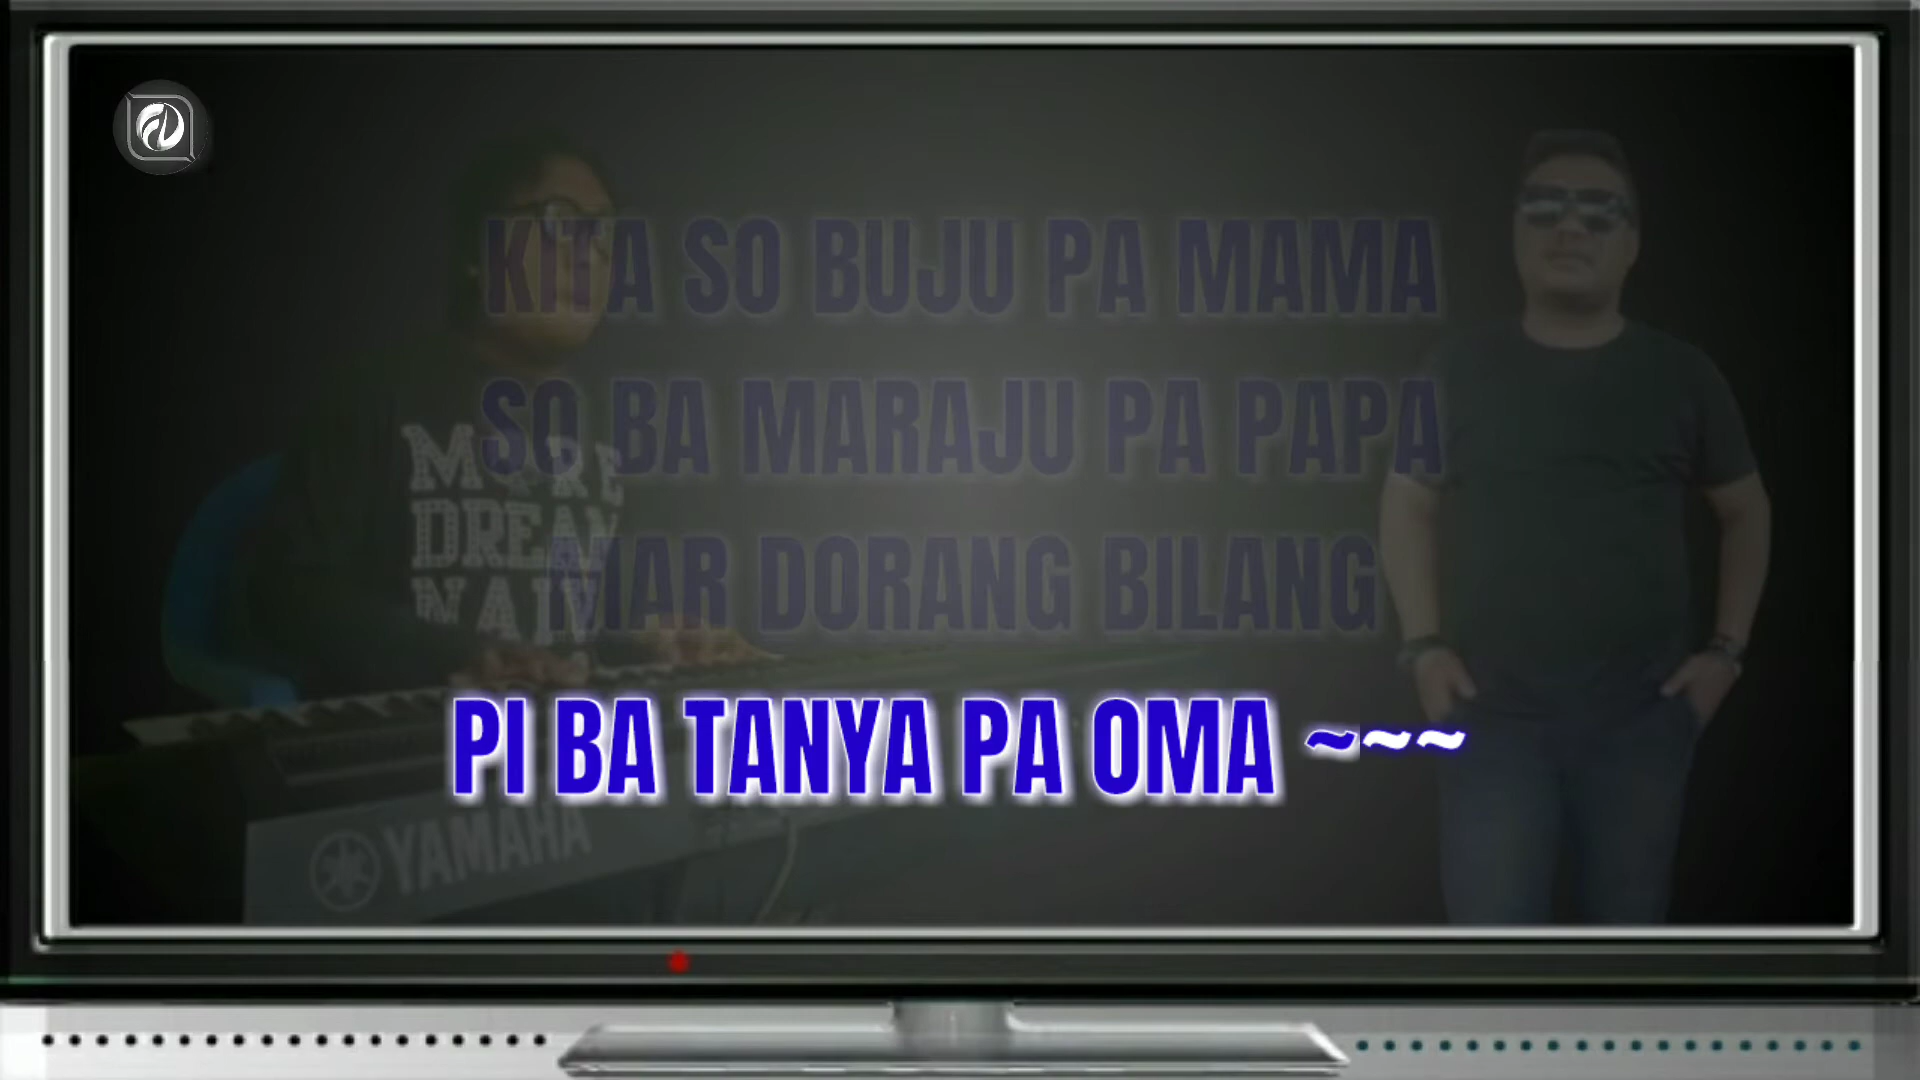 KITA SO BUJU PA MAMA
SO BA MARAJU PA PAPA
MORE
DREAM
MAR DORANG BILANG
PI BA TANYA PA OMA ~~~
YAMAHA